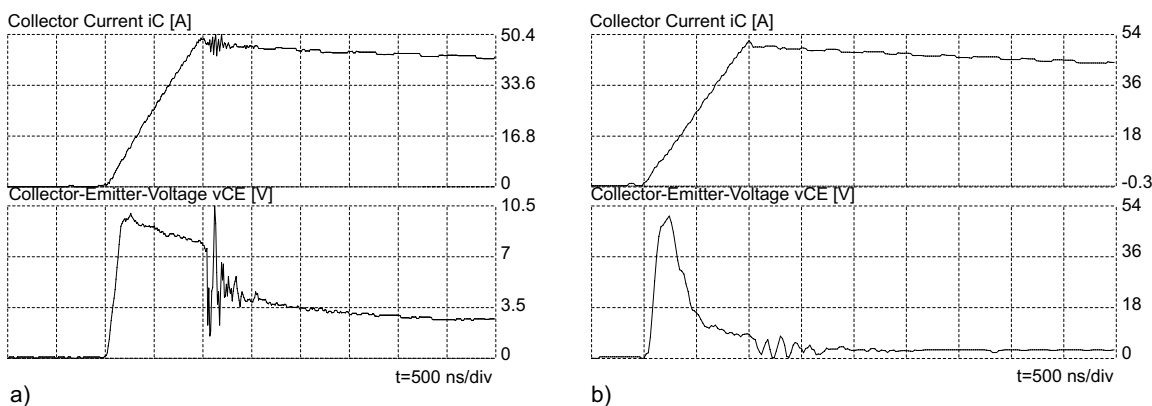 Collector Current iC [A]
50.4
33.6
16.8
0
Collector-Emitter-Voltage vCE [V]
10.5
7
3.5
0
t=500 ns/div
a)
Collector Current iC [A]
54
36
18
-0.3
Collector-Emitter-Voltage vCE [V]
54
36
18
0
t=500 ns/div
b)